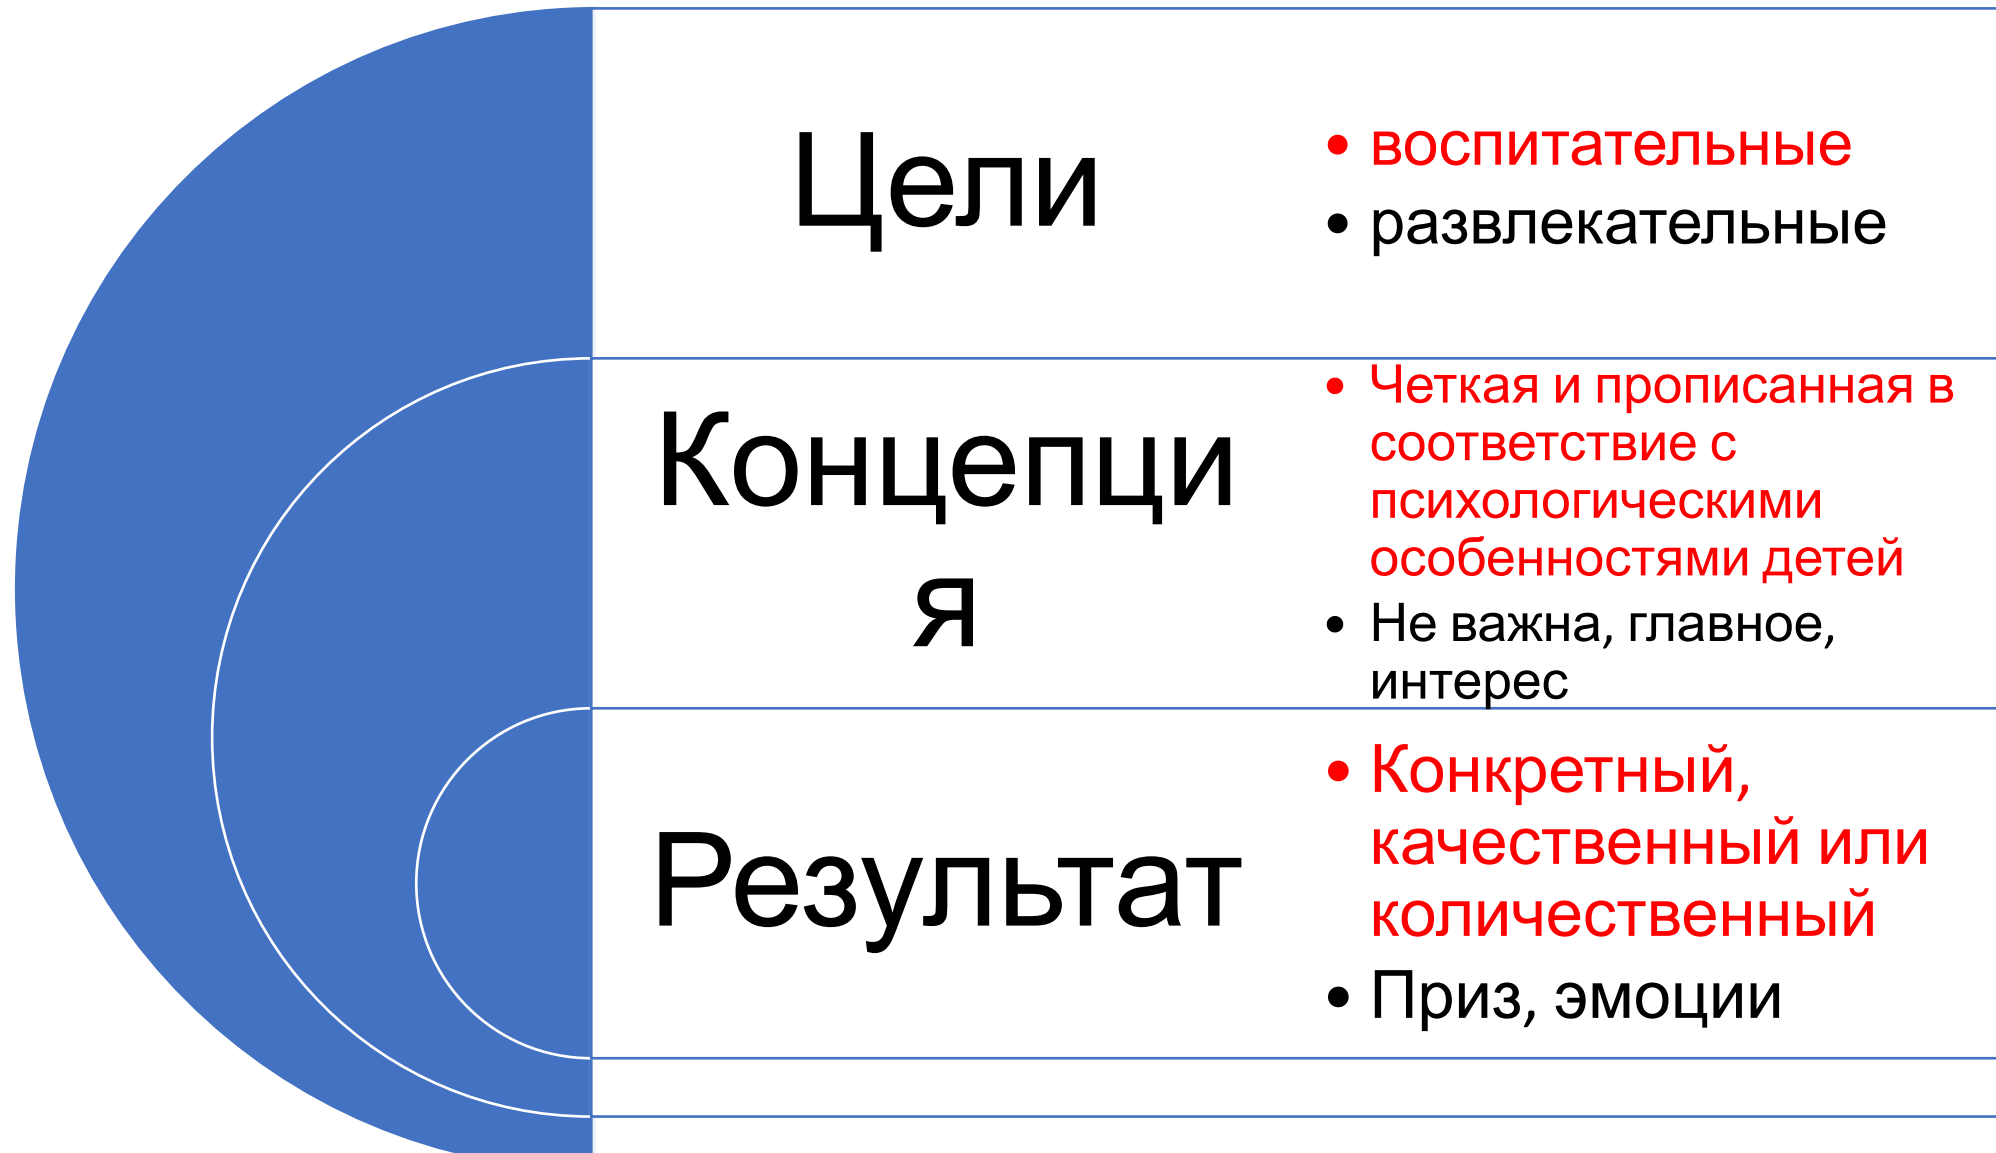 Цели
• воспитательные
• развлекательные
Концепци
я
• Четкая и прописанная в
соответствие с
психологическими
особенностями детей
• Не важна, главное,
интерес
Результат
• Конкретный,
качественный или
количественный
• Приз, эмоции